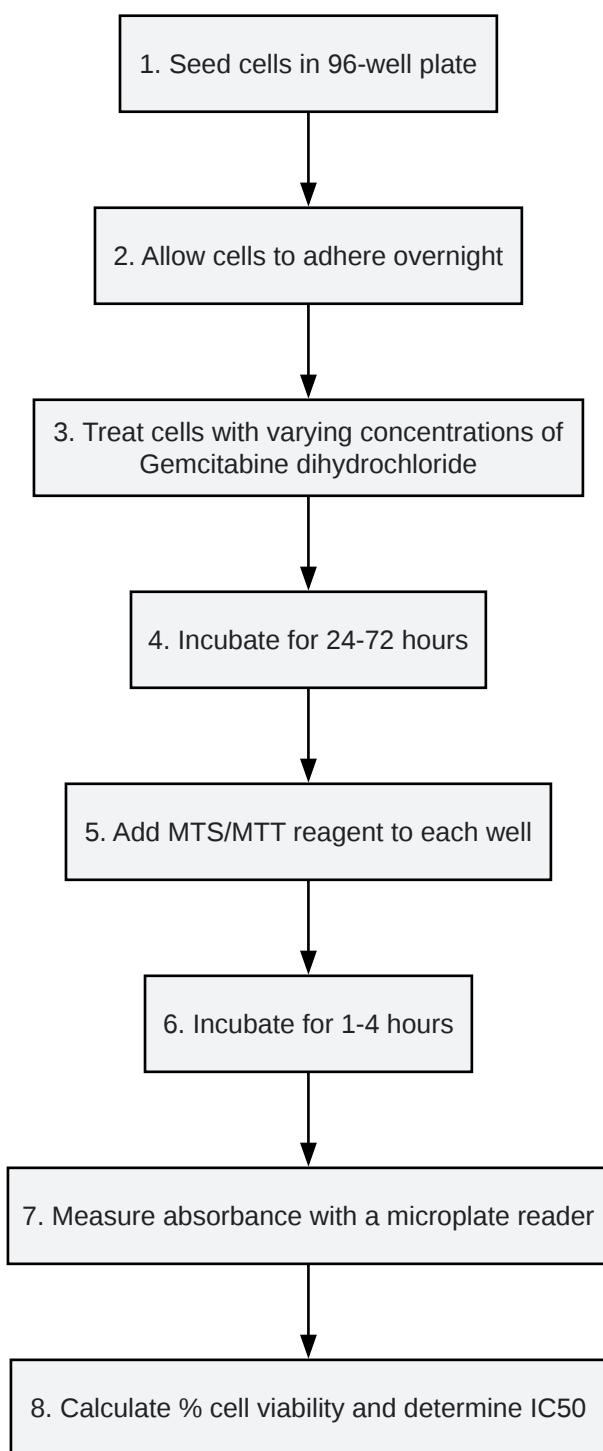 1. Seed cells in 96-well plate
2. Allow cells to adhere overnight
3. Treat cells with varying concentrations of
Gemcitabine dihydrochloride
4. Incubate for 24-72 hours
5. Add MTS/MTT reagent to each well
6. Incubate for 1-4 hours
7. Measure absorbance with a microplate reader
8. Calculate % cell viability and determine IC50